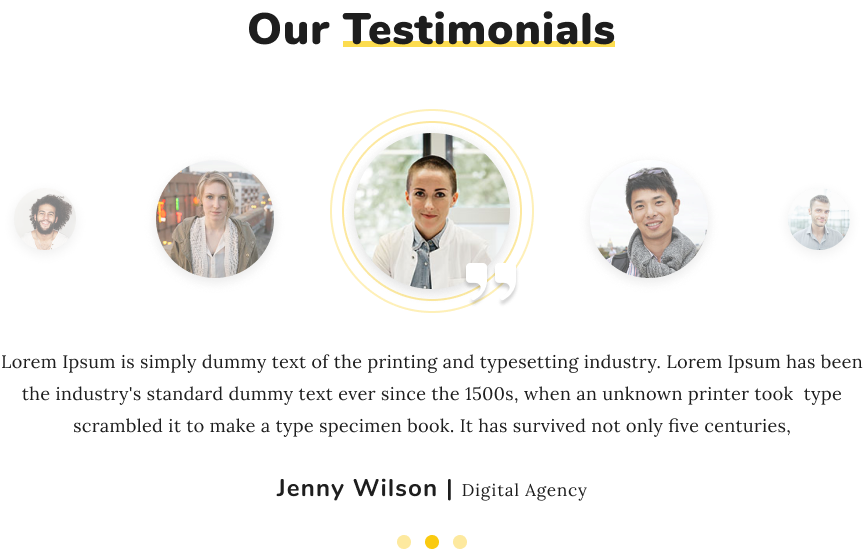 Our Testimonials
Lorem Ipsum is simply dummy text of the printing and typesetting industry. Lorem Ipsum has been
the industry's standard dummy text ever since the 1500s, when an unknown printer took  type
scrambled it to make a type specimen book. It has survived not only five centuries,
Jenny Wilson | Digital Agency